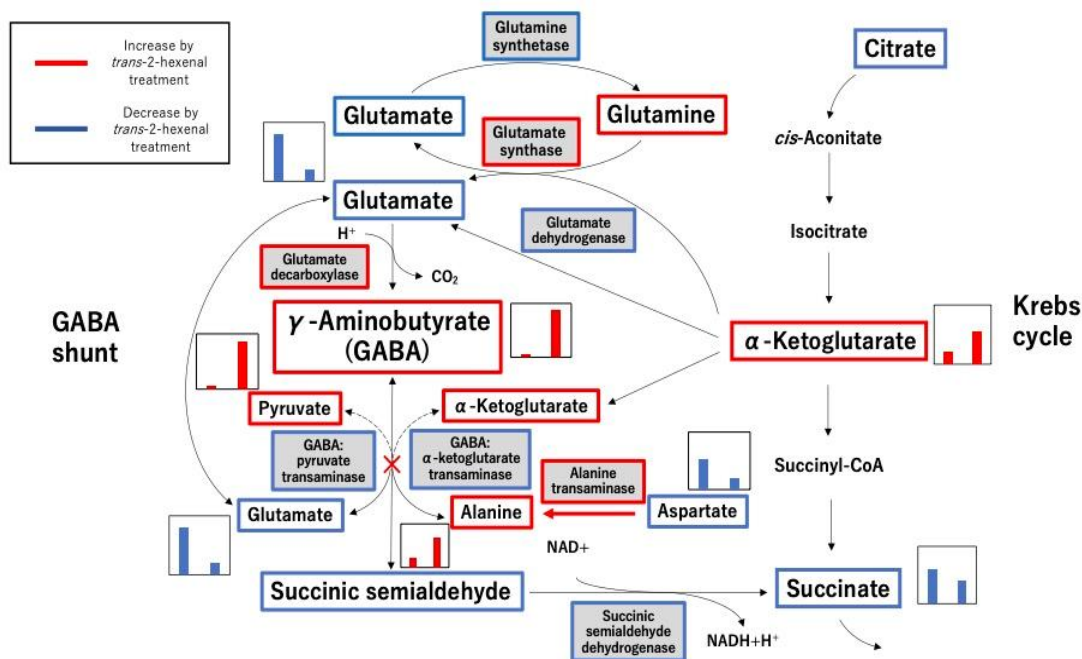 Increase by
trans-2-hexenal
treatment
Decrease by
trans-2-hexenal
treatment
Glutamine
synthetase
Citrate
Glutamate
Glutamine
Glutamate
synthase
cis-Aconitate
Glutamate
Glutamate
dehydrogenase
Isocitrate
H+
Glutamate
decarboxylase
CO2
GABA
shunt
γ-Aminobutyrate
(GABA)
α-Ketoglutarate
Krebs
cycle
Pyruvate
α-Ketoglutarate
GABA:
pyruvate
transaminase
GABA:
α-ketoglutarate
transaminase
Alanine
transaminase
Succinyl-CoA
Glutamate
Alanine
Aspartate
NAD+
Succinic semialdehyde
Succinate
Succinic
semialdehyde
dehydrogenase
NADH+H+